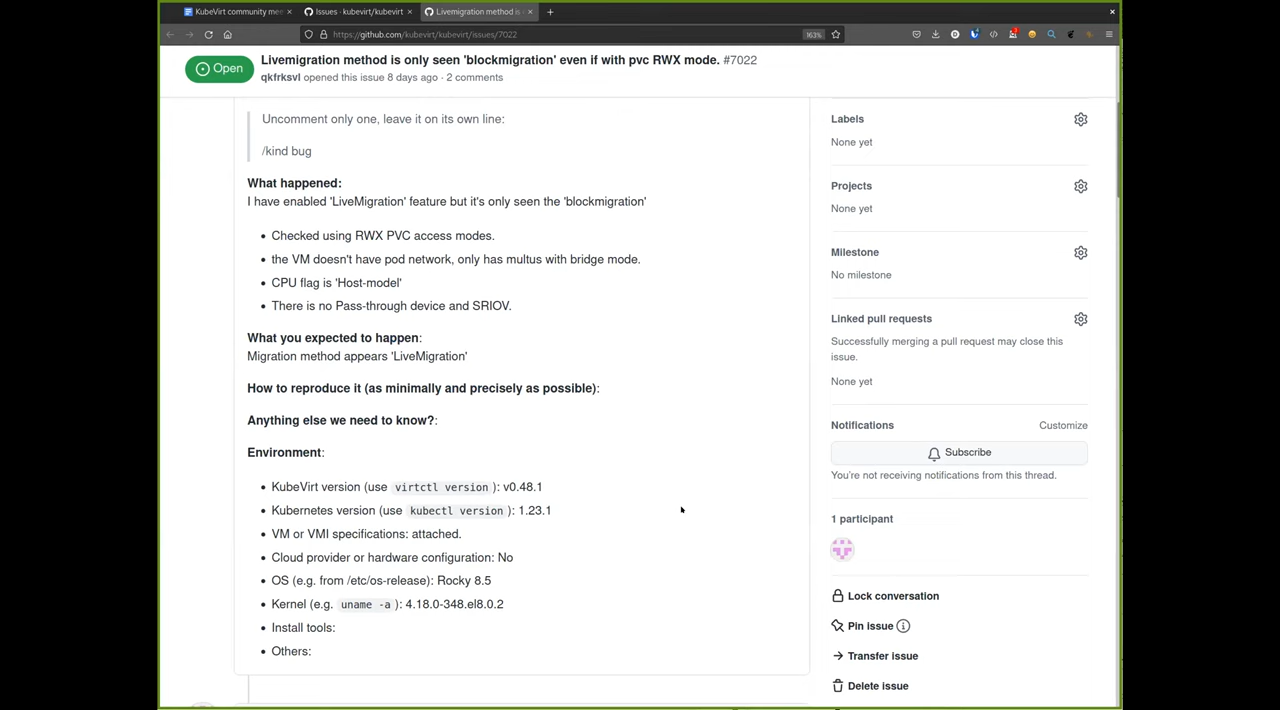 KubeVirt community mee
Issues · kubevirt/kubevirt
Livemigration method is
https://github.com/kubevirt/kubevirt/issues/7022
163%
Open
Livemigration method is only seen 'blockmigration' even if with pvc RWX mode. #7022
qkfrksvl opened this issue 8 days ago · 2 comments
Uncomment only one, leave it on its own line:
/kind bug
What happened:
I have enabled 'LiveMigration' feature but it's only seen the 'blockmigration'
• Checked using RWX PVC access modes.
• the VM doesn't have pod network, only has multus with bridge mode.
• CPU flag is 'Host-model'
• There is no Pass-through device and SRIOV.
What you expected to happen:
Migration method appears 'LiveMigration'
How to reproduce it (as minimally and precisely as possible):
Anything else we need to know?:
Environment:
• KubeVirt version (use virtctl version ): v0.48.1
• Kubernetes version (use kubectl version ): 1.23.1
• VM or VMI specifications: attached.
• Cloud provider or hardware configuration: No
• OS (e.g. from /etc/os-release): Rocky 8.5
• Kernel (e.g. uname -a ): 4.18.0-348.el8.0.2
• Install tools:
• Others:
Labels
None yet
Projects
None yet
Milestone
No milestone
Linked pull requests
Successfully merging a pull request may close this
issue.
None yet
Notifications
Customize
Subscribe
You're not receiving notifications from this thread.
1 participant
Lock conversation
Pin issue
Transfer issue
Delete issue